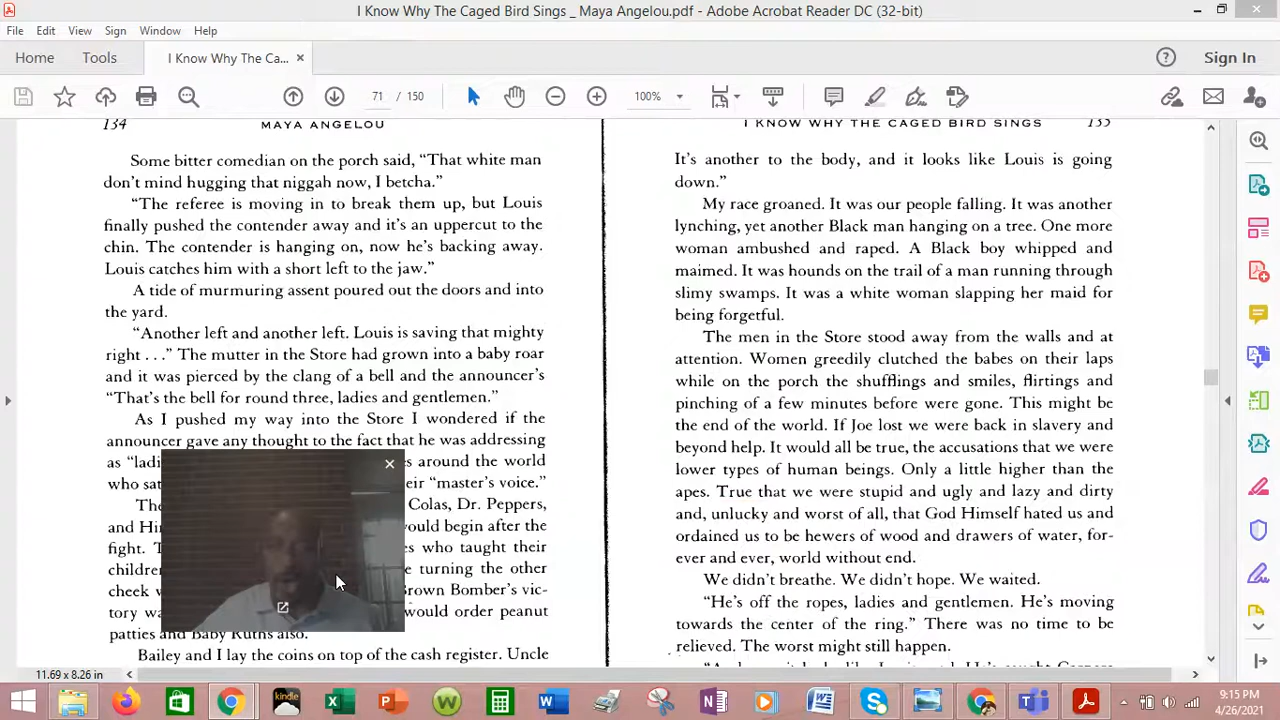 I Know Why The Caged Bird Sings _ Maya Angelou.pdf - Adobe Acrobat Reader DC (32-bit)
File Edit View Sign Window Help
Home Tools I Know Why The Ca... Sign In
71 / 150 100%
134 MAYA ANGELOU
Some bitter comedian on the porch said, “That white man
don’t mind hugging that niggah now, I betcha.”
“The referee is moving in to break them up, but Louis
finally pushed the contender away and it’s an uppercut to the
chin. The contender is hanging on, now he’s backing away.
Louis catches him with a short left to the jaw.”
A tide of murmuring assent poured out the doors and into
the yard.
“Another left and another left. Louis is saving that mighty
right . . .” The mutter in the Store had grown into a baby roar
and it was pierced by the clang of a bell and the announcer’s
“That’s the bell for round three, ladies and gentlemen.”
As I pushed my way into the Store I wondered if the
announcer gave any thought to the fact that he was addressing
as “ladi es around the world
who sat eir “master’s voice.”
The Colas, Dr. Peppers,
and Hi ould begin after the
fight. T es who taught their
children e turning the other
cheek w Brown Bomber’s vic-
tory wa would order peanut
patties and Baby Ruths also.
Bailey and I lay the coins on top of the cash register. Uncle
I KNOW WHY THE CAGED BIRD SINGS 135
It’s another to the body, and it looks like Louis is going
down.”
My race groaned. It was our people falling. It was another
lynching, yet another Black man hanging on a tree. One more
woman ambushed and raped. A Black boy whipped and
maimed. It was hounds on the trail of a man running through
slimy swamps. It was a white woman slapping her maid for
being forgetful.
The men in the Store stood away from the walls and at
attention. Women greedily clutched the babes on their laps
while on the porch the shufflings and smiles, flirtings and
pinching of a few minutes before were gone. This might be
the end of the world. If Joe lost we were back in slavery and
beyond help. It would all be true, the accusations that we were
lower types of human beings. Only a little higher than the
apes. True that we were stupid and ugly and lazy and dirty
and, unlucky and worst of all, that God Himself hated us and
ordained us to be hewers of wood and drawers of water, for-
ever and ever, world without end.
We didn’t breathe. We didn’t hope. We waited.
“He’s off the ropes, ladies and gentlemen. He’s moving
towards the center of the ring.” There was no time to be
relieved. The worst might still happen.
11.69 x 8.26 in
kindle
9:15 PM
4/26/2021